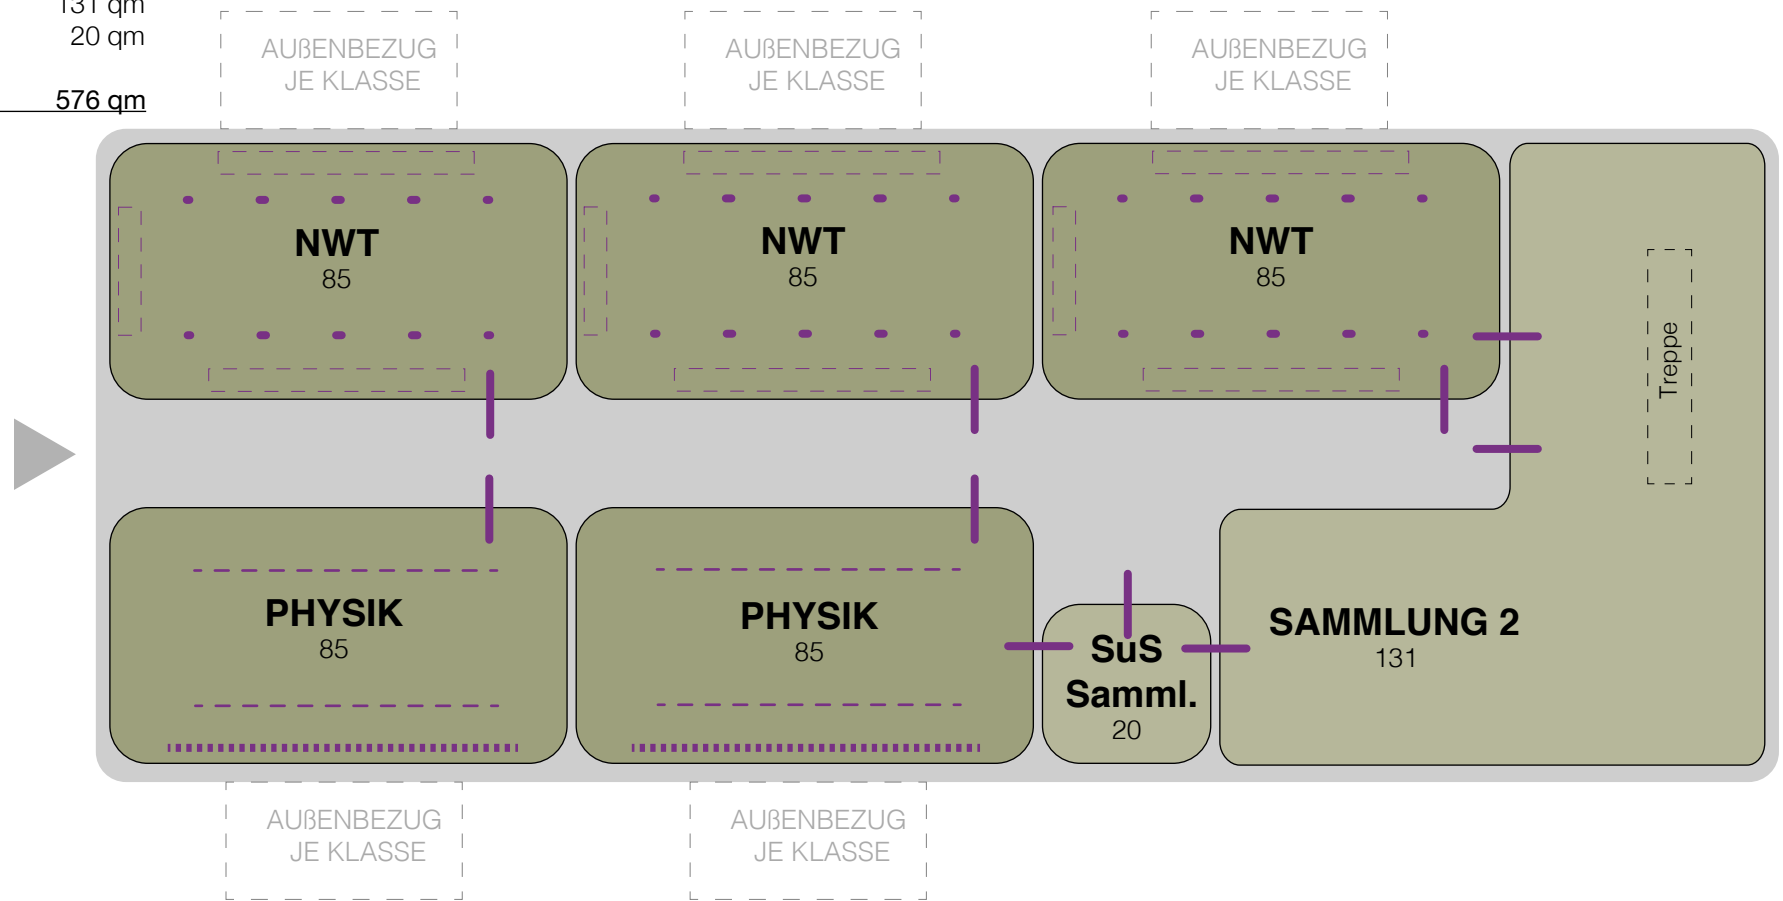 131 qm
20 qm
576 qm
AUßENBEZUG
JE KLASSE
AUßENBEZUG
JE KLASSE
AUßENBEZUG
JE KLASSE
NWT
85
NWT
85
NWT
85
Treppe
PHYSIK
85
PHYSIK
85
SuS
Samml.
20
SAMMLUNG 2
131
AUßENBEZUG
JE KLASSE
AUßENBEZUG
JE KLASSE